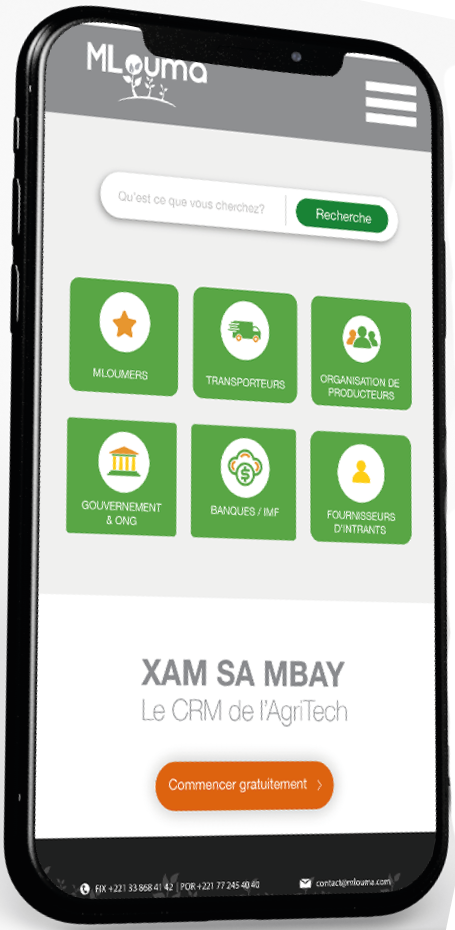 MLouma
Qu'est ce que vous cherchez?
Recherche
MLOUMERS
TRANSPORTEURS
ORGANISATION DE
PRODUCTEURS
GOUVERNEMENT
& ONG
BANQUES / IMF
FOURNISSEURS
D'INTRANTS
XAM SA MBAY
Le CRM de l'AgriTech
Commencer gratuitement >
FIX +221 33 868 41 42 | POR +221 77 245 40 40
contact@mlouma.com